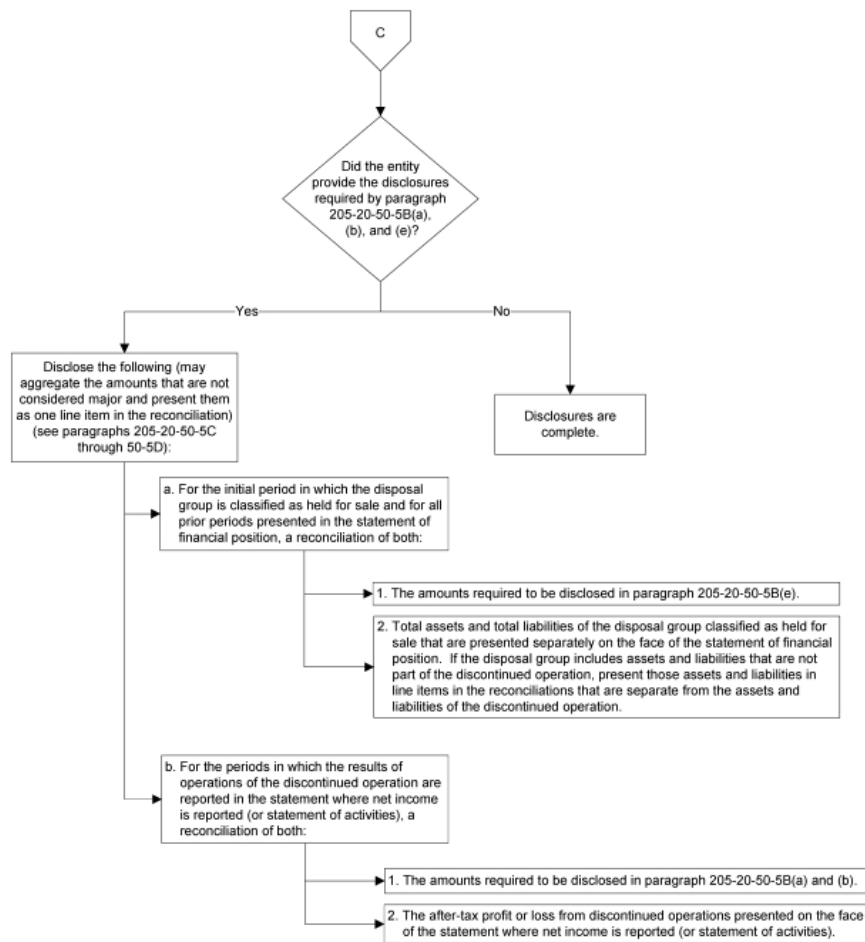 C
Did the entity
provide the disclosures
required by paragraph
205-20-50-5B(a),
(b), and (e)?
Yes
No
Disclose the following (may
aggregate the amounts that are not
considered major and present them
as one line item in the reconciliation)
(see paragraphs 205-20-50-5C
through 50-5D):
Disclosures are
complete.
a. For the initial period in which the disposal
group is classified as held for sale and for all
prior periods presented in the statement of
financial position, a reconciliation of both:
1. The amounts required to be disclosed in paragraph 205-20-50-5B(e).
2. Total assets and total liabilities of the disposal group classified as held for
sale that are presented separately on the face of the statement of financial
position. If the disposal group includes assets and liabilities that are not
part of the discontinued operation, present those assets and liabilities in
line items in the reconciliations that are separate from the assets and
liabilities of the discontinued operation.
b. For the periods in which the results of
operations of the discontinued operation are
reported in the statement where net income
is reported (or statement of activities), a
reconciliation of both:
1. The amounts required to be disclosed in paragraph 205-20-50-5B(a) and (b).
2. The after-tax profit or loss from discontinued operations presented on the face
of the statement where net income is reported (or statement of activities).